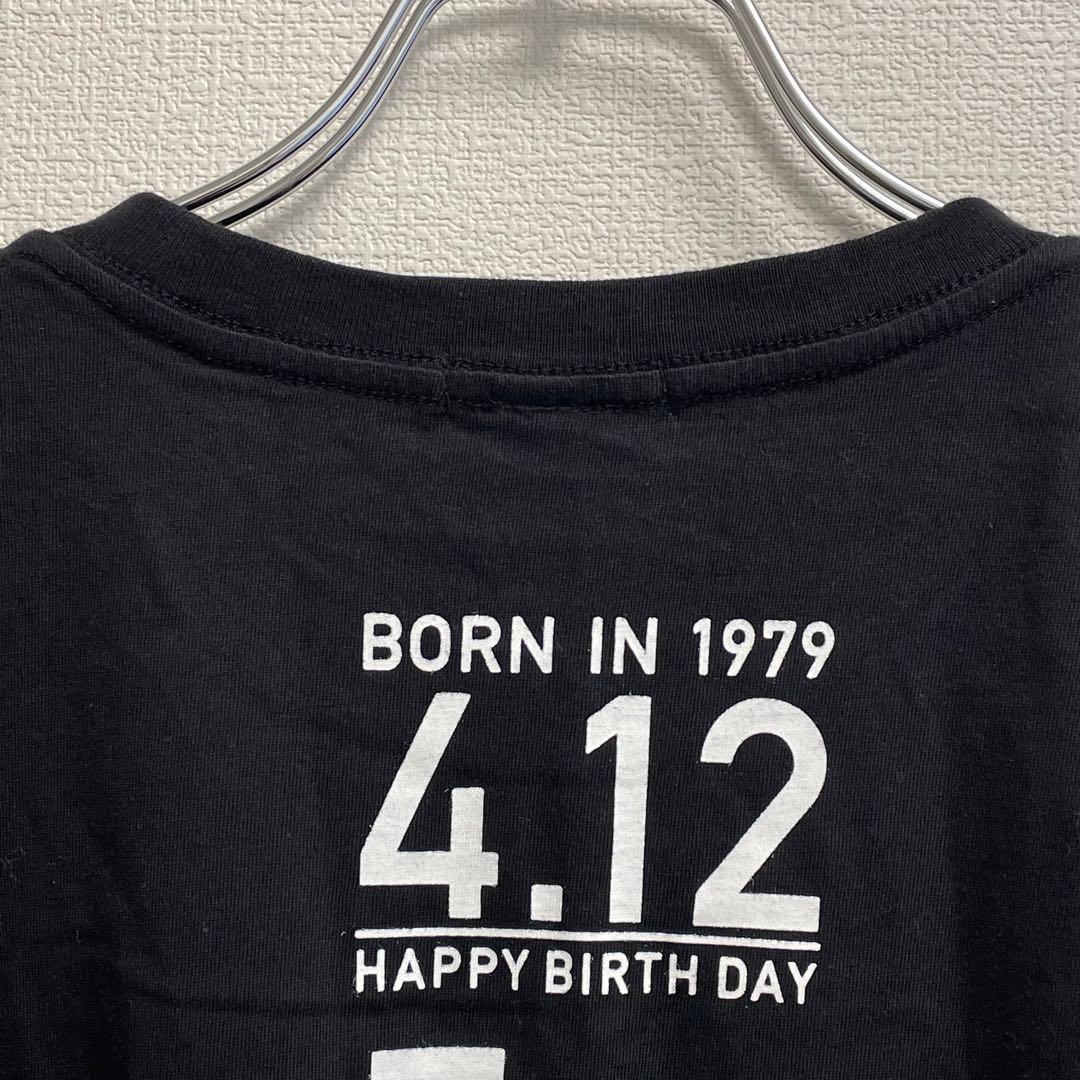 BORN IN 1979
4.12
HAPPY BIRTH DAY